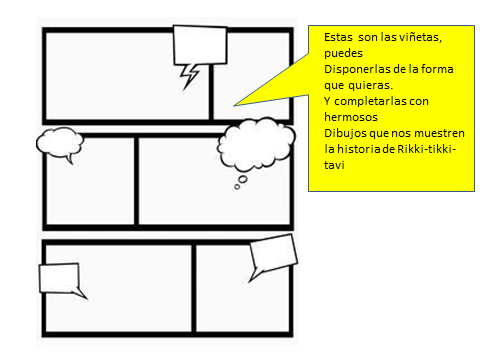 Estas son las viñetas,
puedes
Disponerlas de la forma
que quieras.
Y completarlas con
hermosos
Dibujos que nos muestren
la historia de Rikki-tikki-
tavi